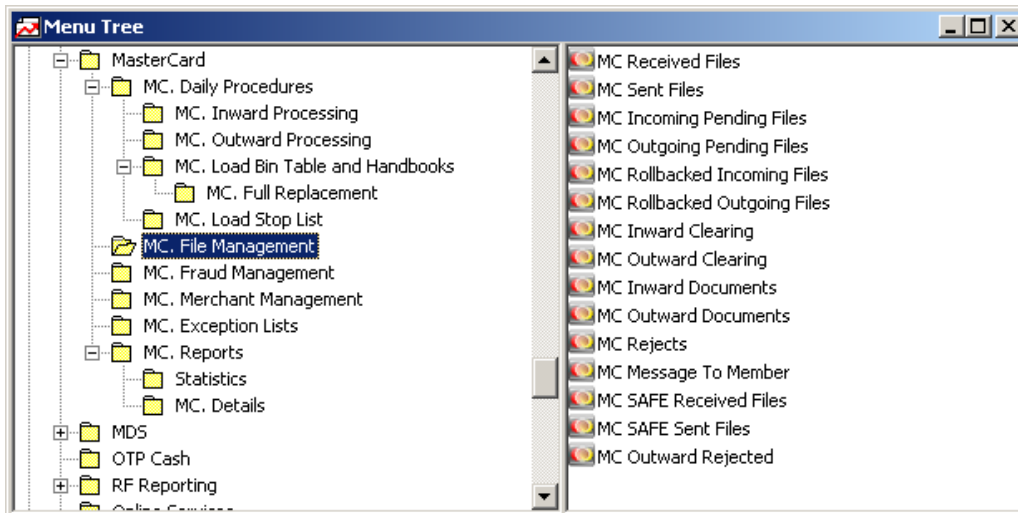 Menu Tree
MasterCard
MC. Daily Procedures
MC. Inward Processing
MC. Outward Processing
MC. Load Bin Table and Handbooks
MC. Full Replacement
MC. Load Stop List
MC. File Management
MC. Fraud Management
MC. Merchant Management
MC. Exception Lists
MC. Reports
Statistics
MC. Details
MDS
OTP Cash
RF Reporting
Online Services
MC Received Files
MC Sent Files
MC Incoming Pending Files
MC Outgoing Pending Files
MC Rollbacked Incoming Files
MC Rollbacked Outgoing Files
MC Inward Clearing
MC Outward Clearing
MC Inward Documents
MC Outward Documents
MC Rejects
MC Message To Member
MC SAFE Received Files
MC SAFE Sent Files
MC Outward Rejected